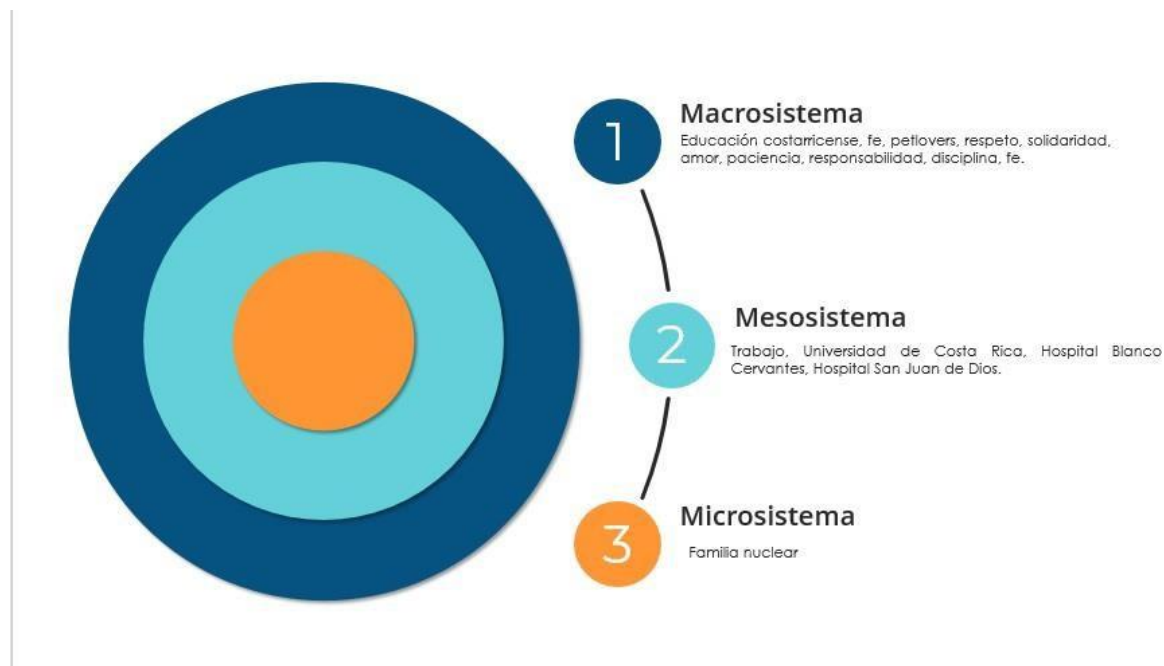 1
Macrosistema
Educación costarricense, fe, petlovers, respeto, solidaridad,
amor, paciencia, responsabilidad, disciplina, fe.
2
Mesosistema
Trabajo, Universidad de Costa Rica, Hospital Blanco
Cervantes, Hospital San Juan de Dios.
3
Microsistema
Familia nuclear